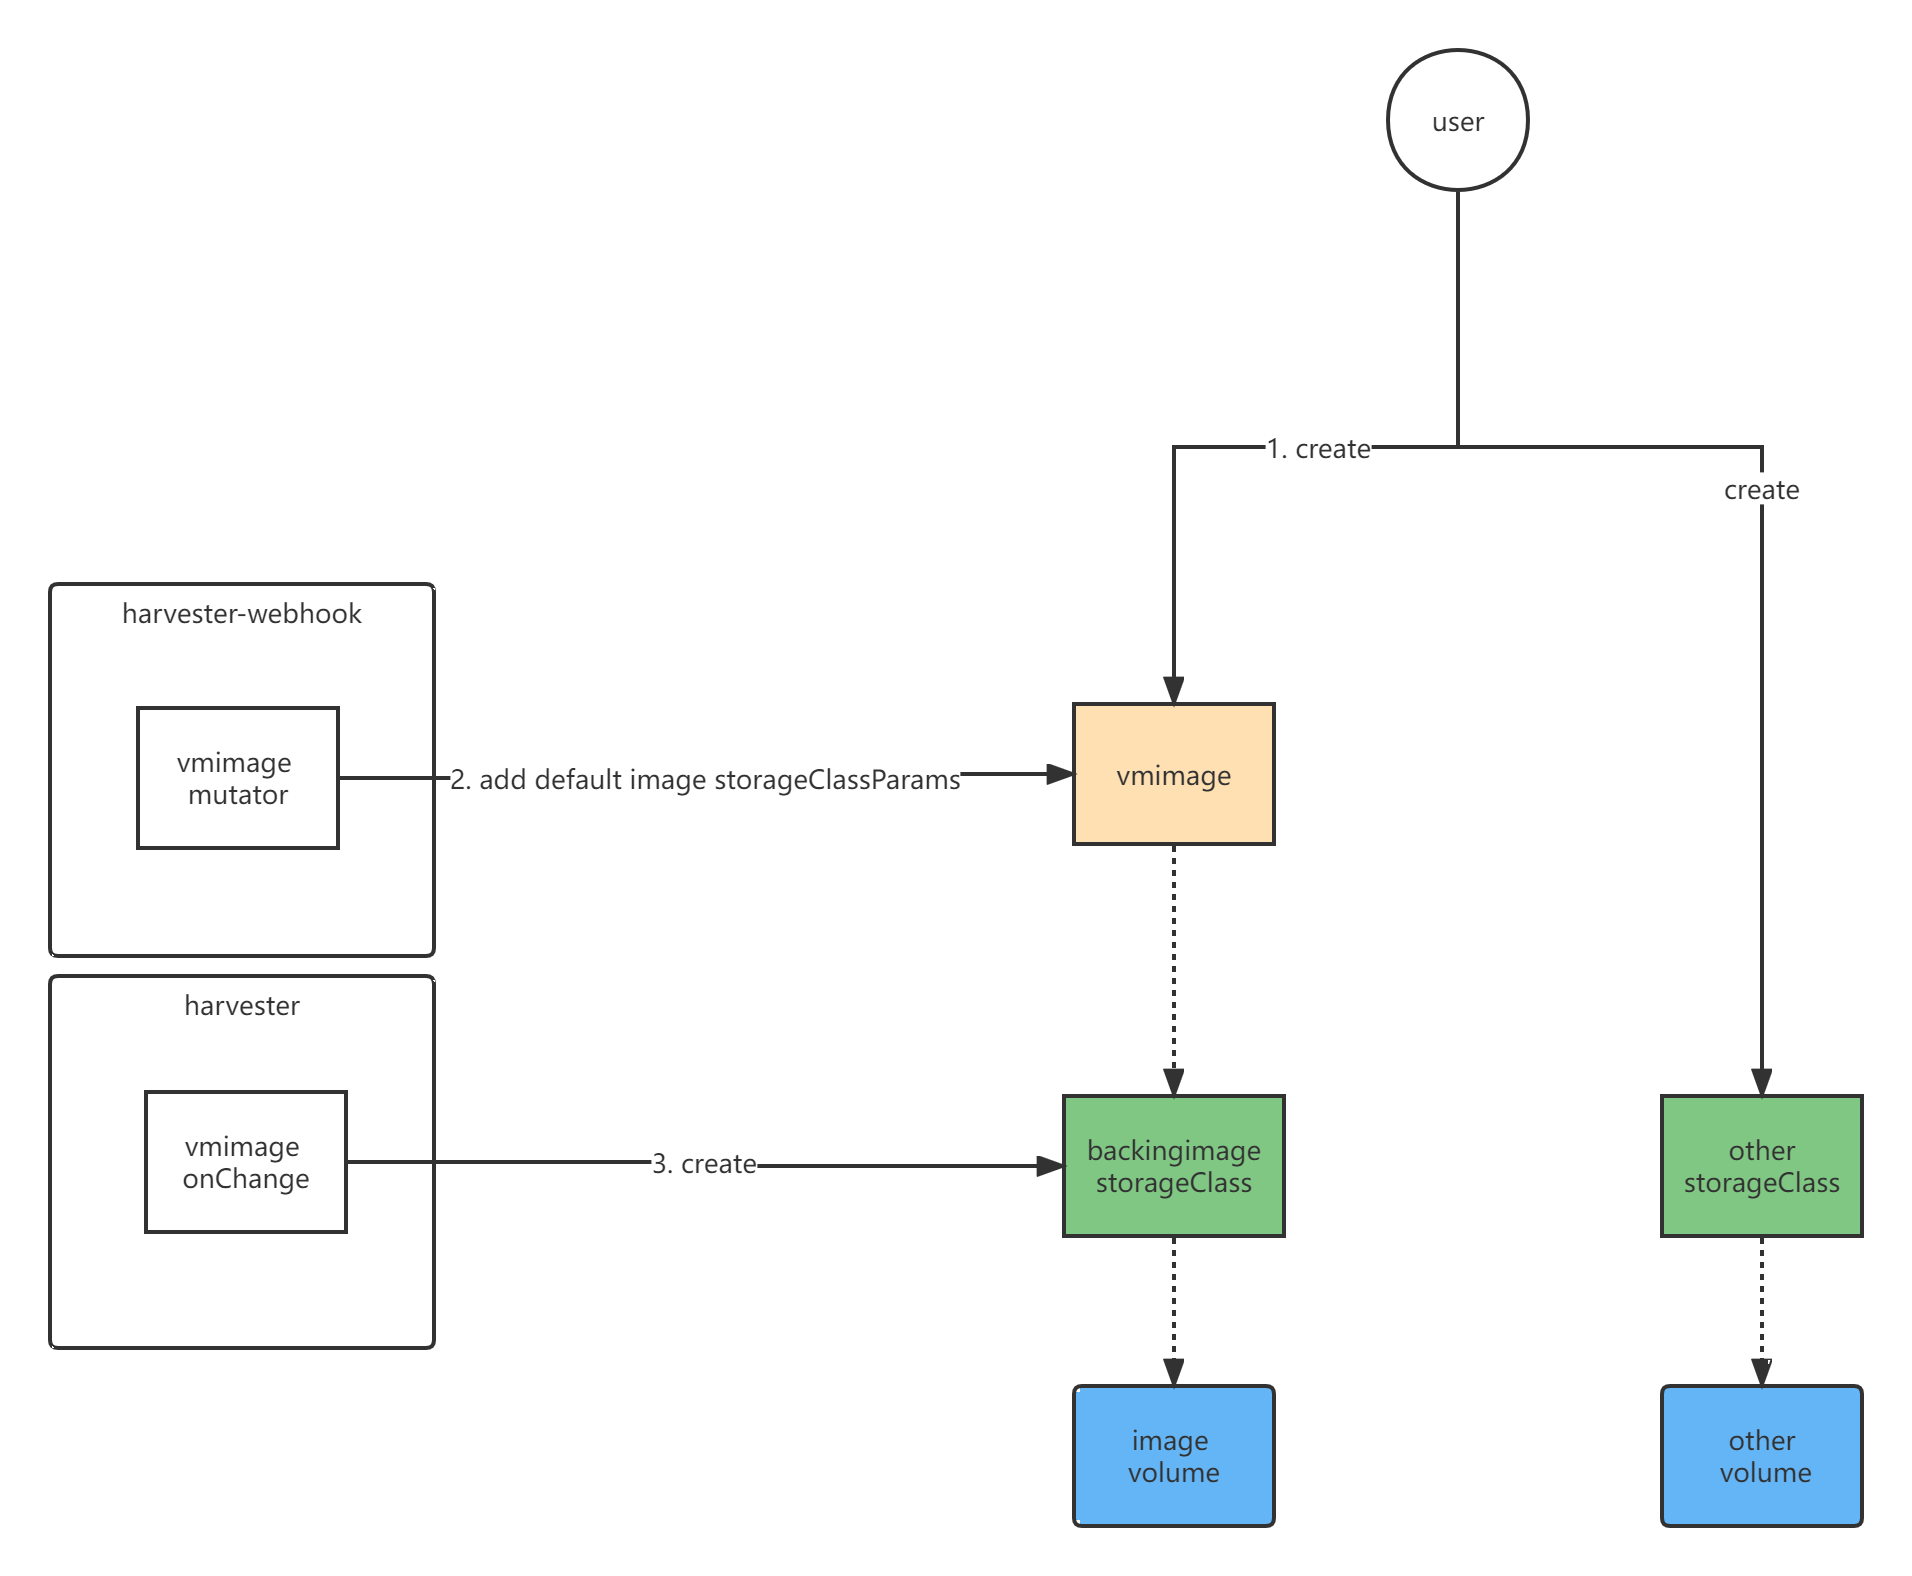 user
1. create
create
harvester-webhook
vmimage
mutator
2. add default image storageClassParams
vmimage
harvester
vmimage
onChange
3. create
backingimage
storageClass
other
storageClass
image
volume
other
volume